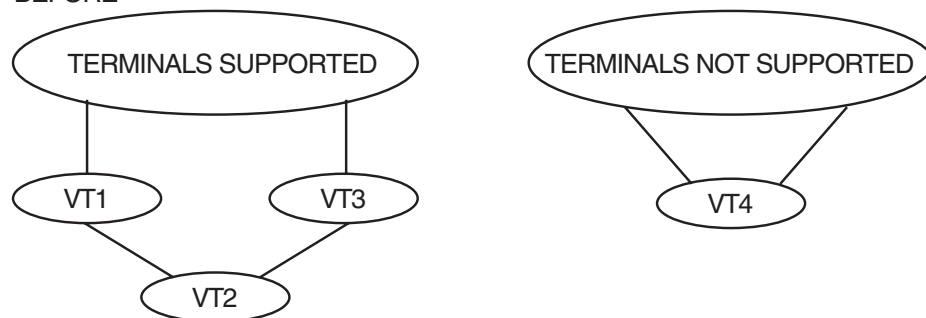 BEFORE
TERMINALS SUPPORTED
TERMINALS NOT SUPPORTED
VT1
VT3
VT4
VT2